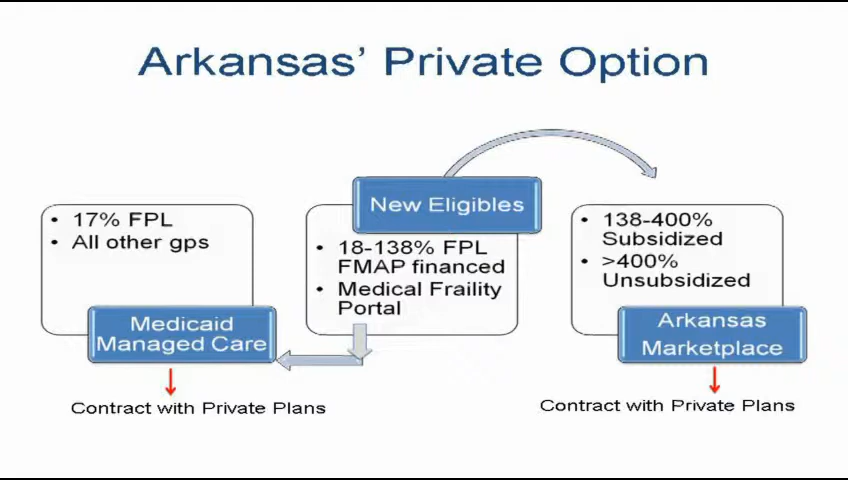 Arkansas' Private Option
• 17% FPL
• All other gps
Medicaid
Managed Care
Contract with Private Plans
New Eligibles
• 18-138% FPL
FMAP financed
• Medical Fraility
Portal
• 138-400%
Subsidized
• >400%
Unsubsidized
Arkansas
Marketplace
Contract with Private Plans